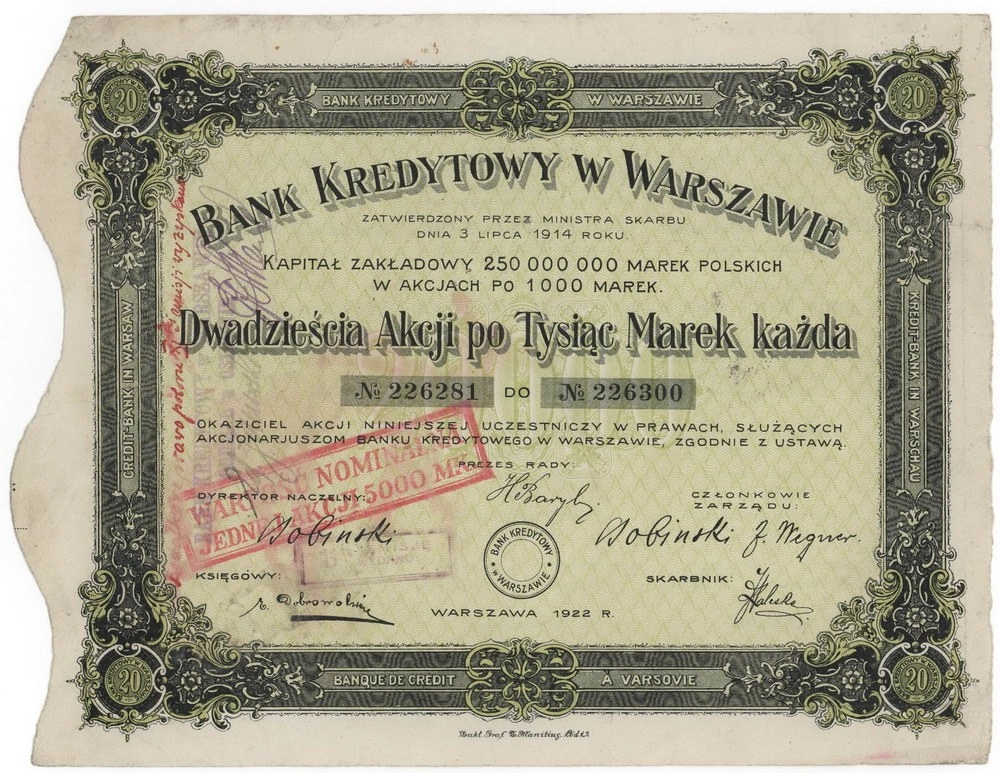 BANK KREDYTOWY W WARSZAWIE
20 20
BANK KREDYTOWY W WARSZAWIE
ZATWIERDZONY PRZEZ MINISTRA SKARBU
DNIA 3 LIPCA 1914 ROKU.
KAPITAŁ ZAKŁADOWY 250 000 000 MAREK POLSKICH
W AKCJACH PO 1000 MAREK.
Dwadzieścia Akcji po Tysiąc Marek każda
№ 226281 DO № 226300
OKAZICIEL AKCJI NINIEJSZEJ UCZESTNICZY W PRAWACH, SŁUŻĄCYCH
AKCJONARJUSZOM BANKU KREDYTOWEGO W WARSZAWIE, ZGODNIE Z USTAWĄ.
CREDIT-BANK IN WARSAW
KREDIT-BANK IN WARSCHAU
WARTOŚĆ NOMINALNA
JEDNEJ AKCJI 5000 MK.
PREZES RADY:
DYREKTOR NACZELNY:
CZŁONKOWIE
ZARZĄDU:
BANK KREDYTOWY
W WARSZAWIE
KSIĘGOWY:
SKARBNIK:
WARSZAWA 1922 R.
20 20
BANQUE DE CREDIT À VARSOVIE